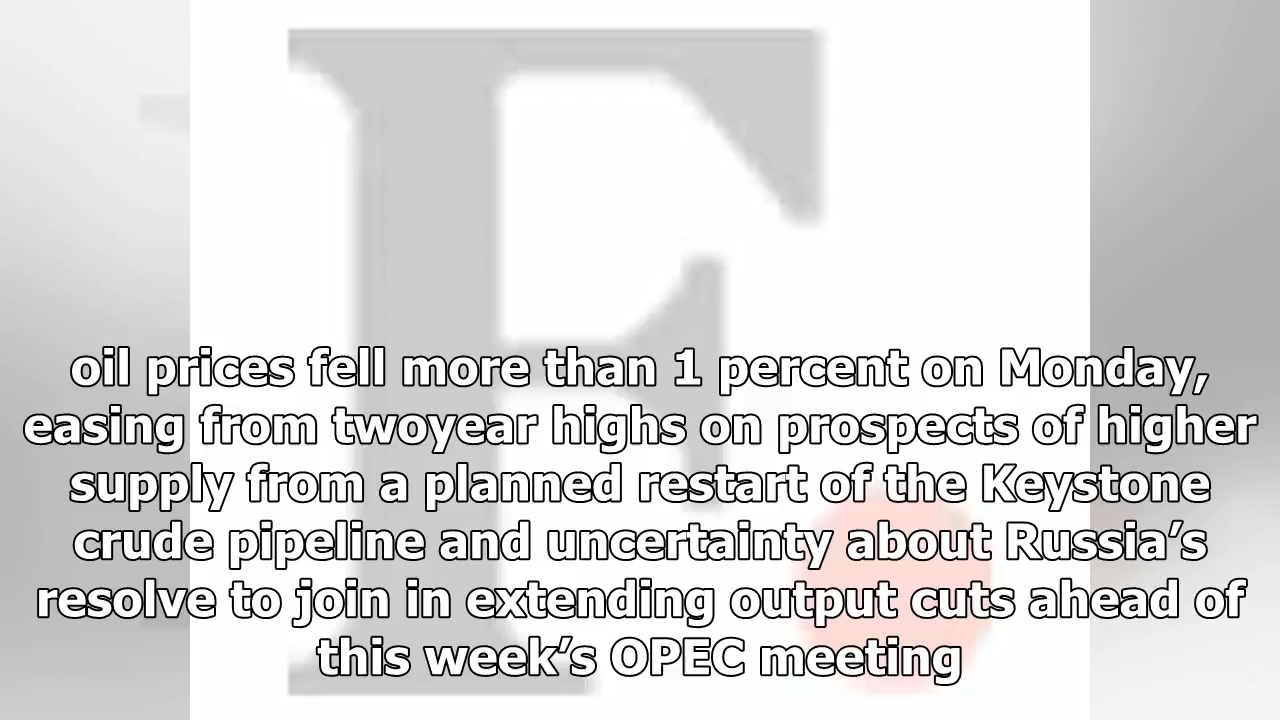 oil prices fell more than 1 percent on Monday,
easing from twoyear highs on prospects of higher
supply from a planned restart of the Keystone
crude pipeline and uncertainty about Russia’s
resolve to join in extending output cuts ahead of
this week’s OPEC meeting
F.